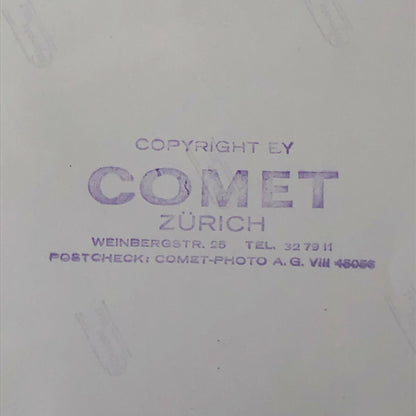 COPYRIGHT EY
COMET
ZÜRICH
WEINBERGSTR. 25 TEL. 32 79 11
POSTCHECK: COMET-PHOTO A. G. VIII 45056